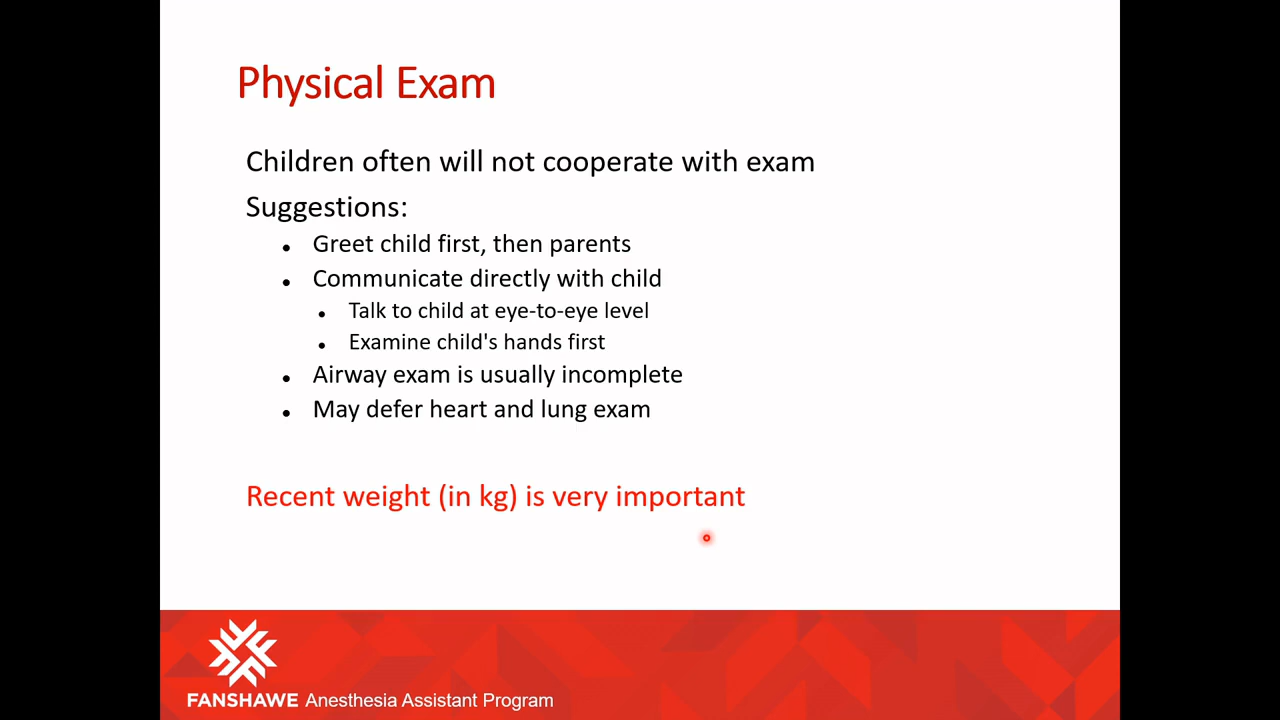 Physical Exam
Children often will not cooperate with exam
Suggestions:
• Greet child first, then parents
• Communicate directly with child
• Talk to child at eye-to-eye level
• Examine child's hands first
• Airway exam is usually incomplete
• May defer heart and lung exam
Recent weight (in kg) is very important
FANSHAWE Anesthesia Assistant Program